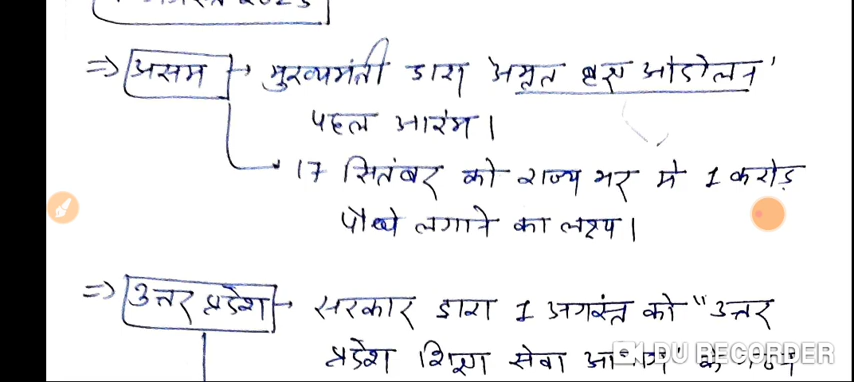 2023
⇒ असम → मुख्यमंत्री द्वारा 'अमृत वृक्ष आंदोलन'
पहल आरंभ।
17 सितंबर को राज्य भर मे 1 करोड़
पौधे लगाने का लक्ष्य।
⇒ उत्तर प्रदेश → सरकार द्वारा 1 अगस्त को "उत्तर
प्रदेश शिक्षा सेवा
DU RECORDER